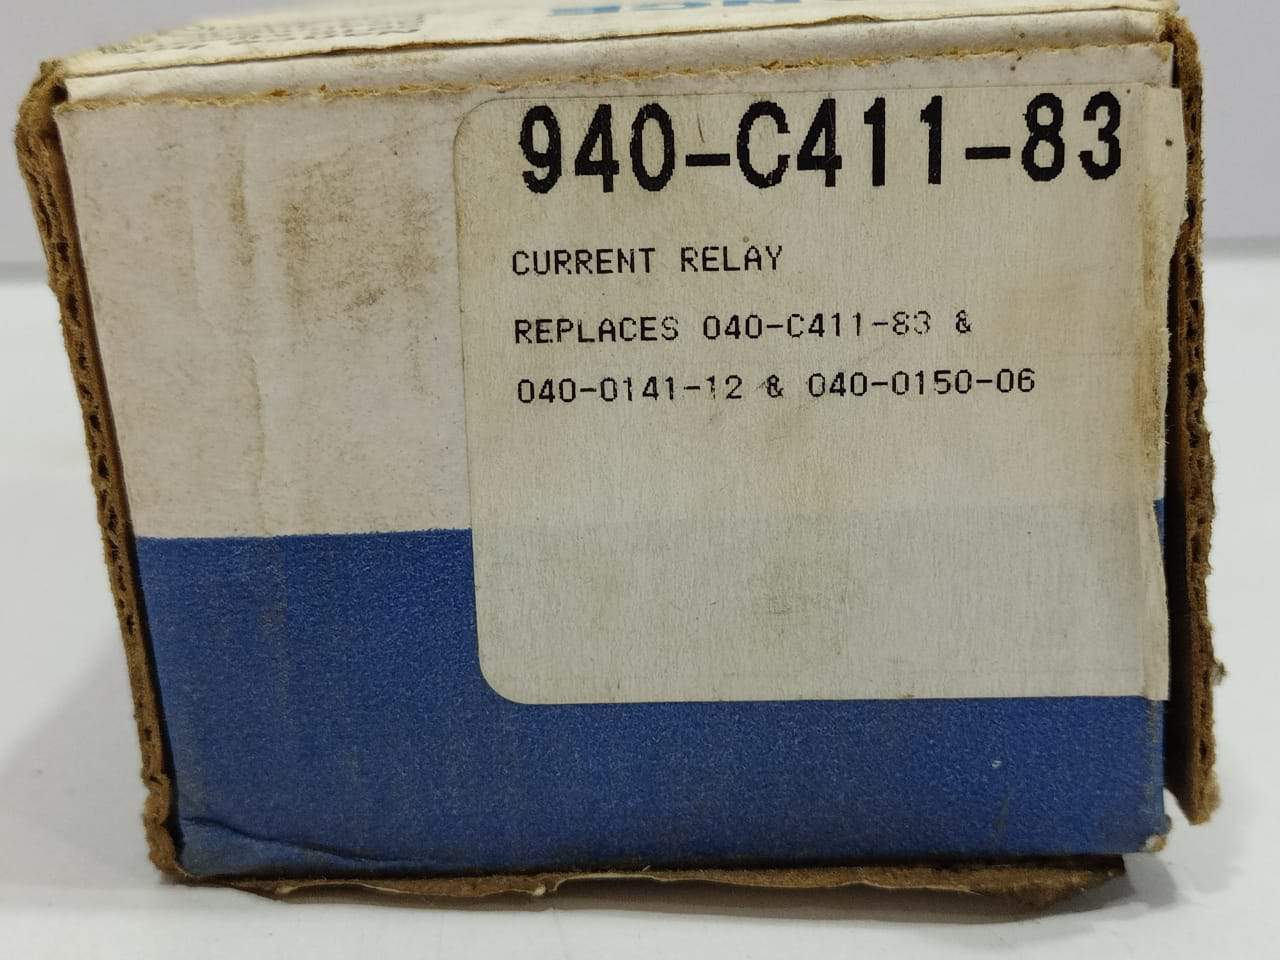 940-C411-83
CURRENT RELAY
REPLACES 040-C411-83 &
040-0141-12 & 040-0150-06